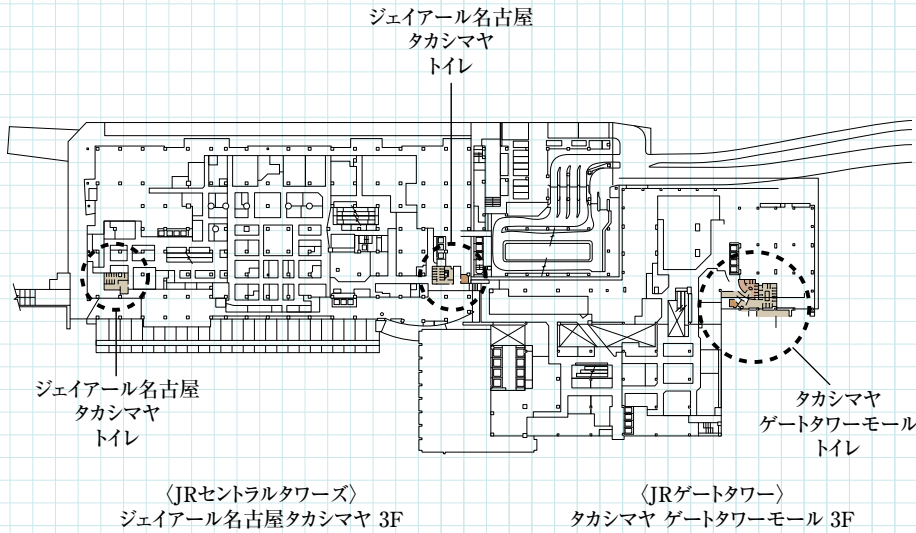 ジェイアール名古屋
タカシマヤ
トイレ
ジェイアール名古屋
タカシマヤ
トイレ
タカシマヤ
ゲートタワーモール
トイレ
〈JRセントラルタワーズ〉
ジェイアール名古屋タカシマヤ 3F
〈JRゲートタワー〉
タカシマヤ ゲートタワーモール 3F